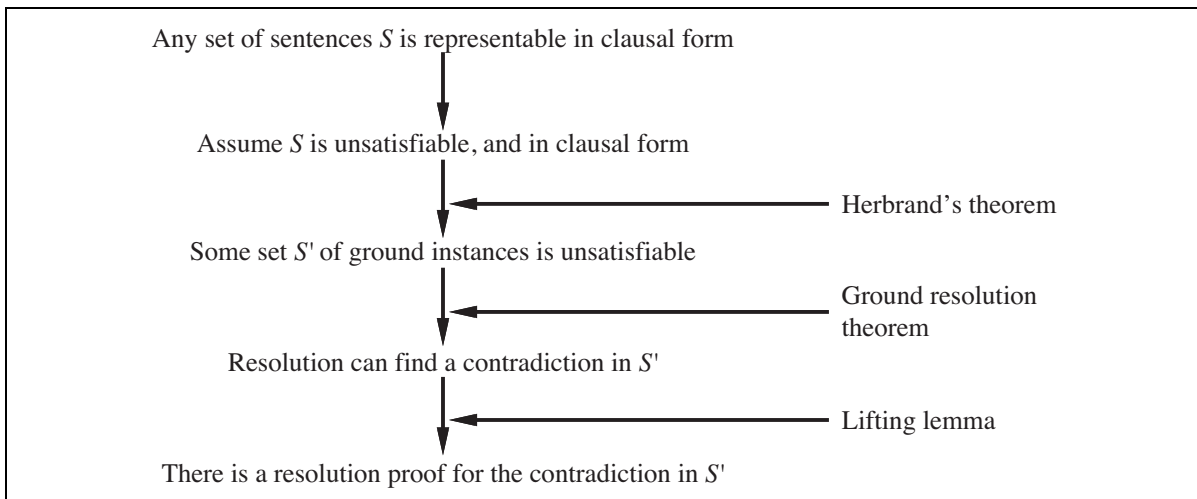 Any set of sentences S is representable in clausal form
Assume S is unsatisfiable, and in clausal form
Herbrand's theorem
Some set S' of ground instances is unsatisfiable
Ground resolution
theorem
Resolution can find a contradiction in S'
Lifting lemma
There is a resolution proof for the contradiction in S'